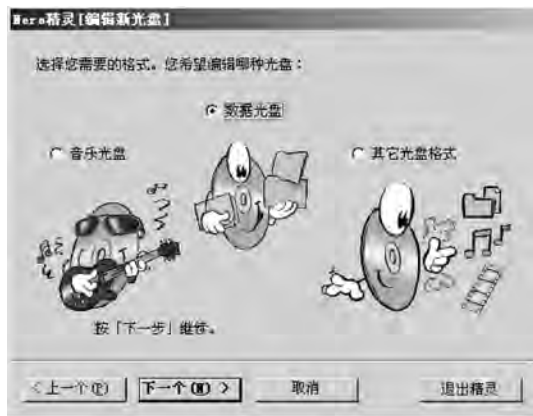 Nero精灵[编辑新光盘]
选择您需要的格式。您希望编辑哪种光盘：
数据光盘
音乐光盘
其它光盘格式
按「下一步」继续。
<上一个(P)
下一个(N) >
取消
退出精灵